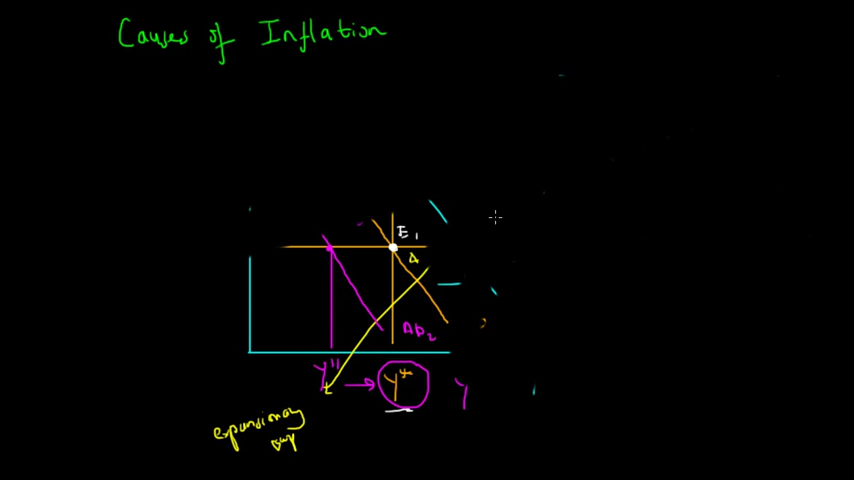 Causes of Inflation
E1
A
AD2
Y'' → Y* Y
expansionary
gap